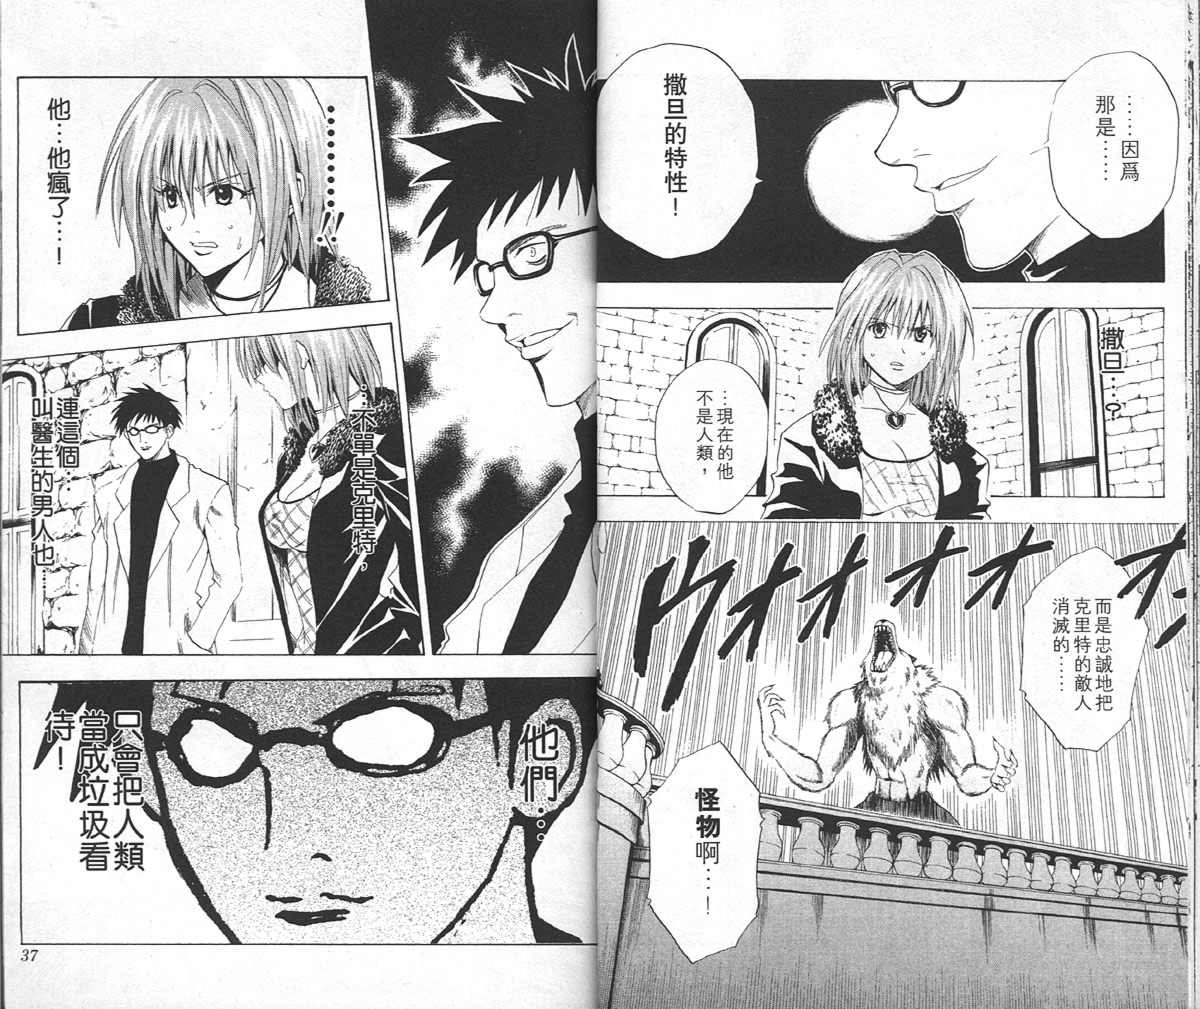 ……因爲
那是……
撒旦的特性！
撒旦…？
…現在的他
不是人類，
ウオオオオオオ
而是忠誠地把
克里特的敵人
消滅的……
怪物啊…！
…………!!
他…他瘋了…！
…不單是克里特，
連這個…
叫醫生的男人也……
他們…
只會把人類
當成垃圾看
待！
37